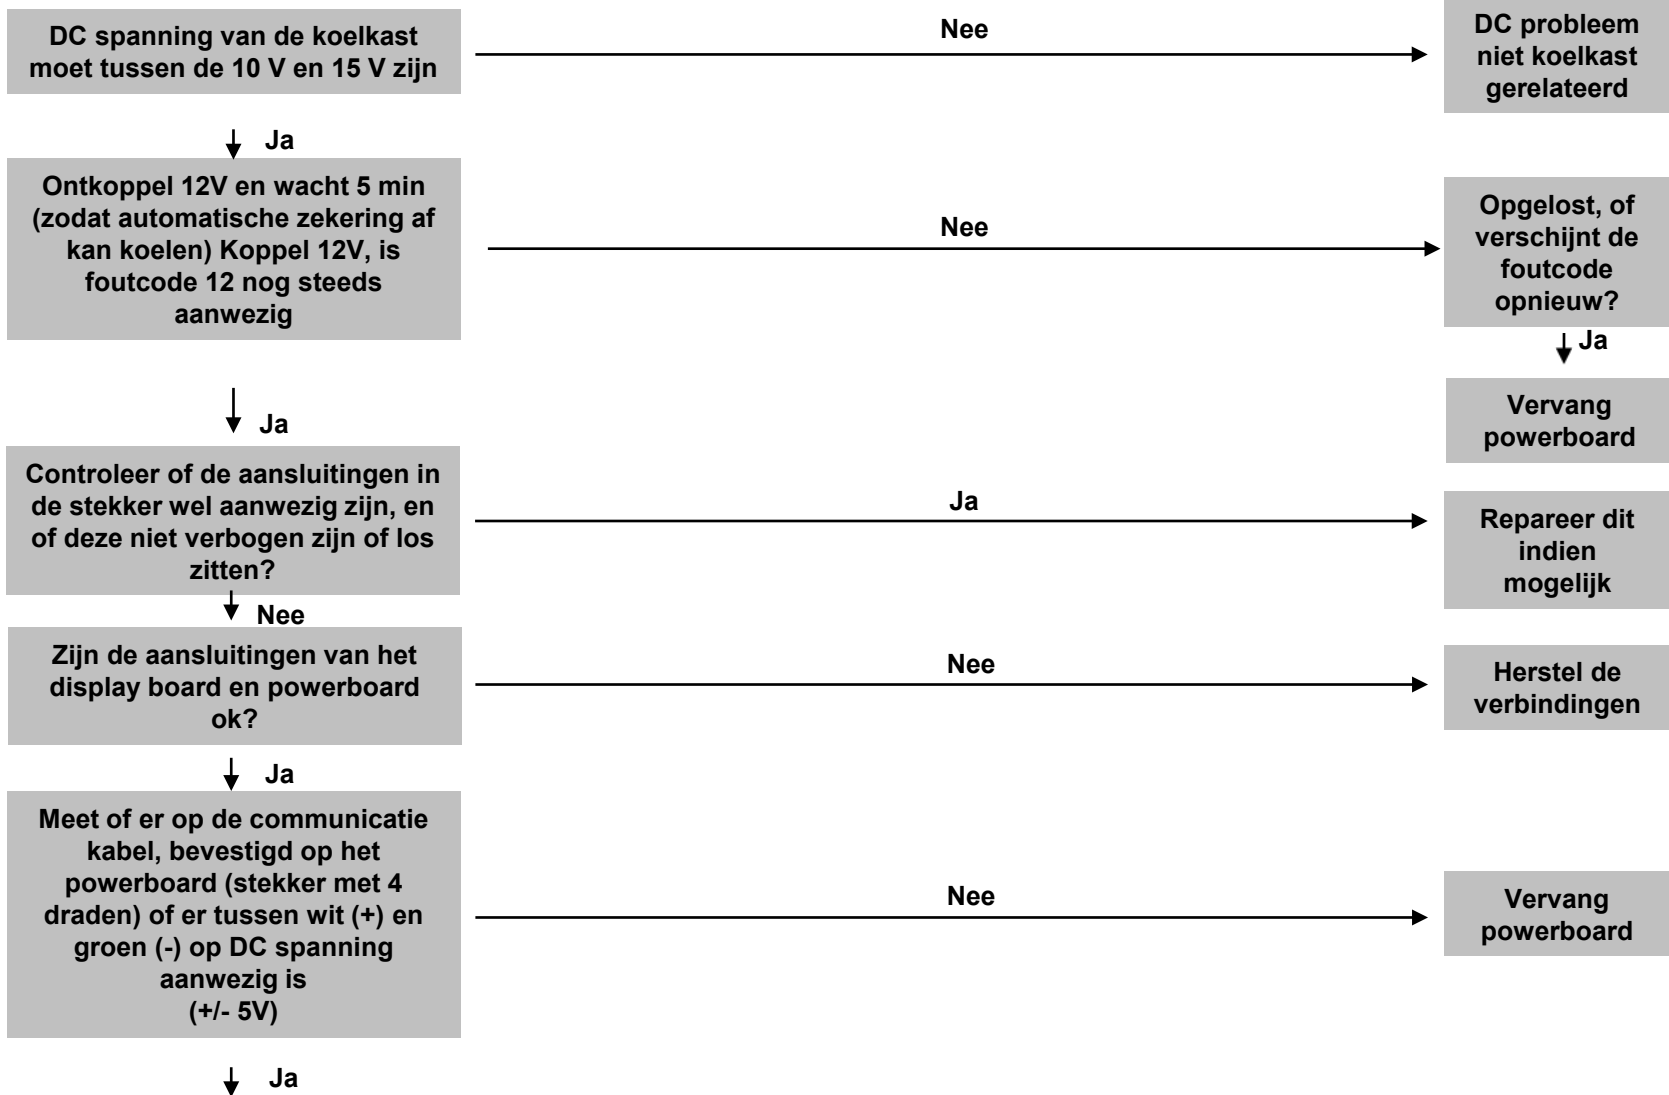 DC spanning van de koelkast
moet tussen de 10 V en 15 V zijn
Nee
DC probleem
niet koelkast
gerelateerd
Ja
Ontkoppel 12V en wacht 5 min
(zodat automatische zekering af
kan koelen) Koppel 12V, is
foutcode 12 nog steeds
aanwezig
Nee
Opgelost, of
verschijnt de
foutcode
opnieuw?
Ja
Vervang
powerboard
Ja
Controleer of de aansluitingen in
de stekker wel aanwezig zijn, en
of deze niet verbogen zijn of los
zitten?
Ja
Repareer dit
indien
mogelijk
Nee
Zijn de aansluitingen van het
display board en powerboard
ok?
Nee
Herstel de
verbindingen
Ja
Meet of er op de communicatie
kabel, bevestigd op het
powerboard (stekker met 4
draden) of er tussen wit (+) en
groen (-) op DC spanning
aanwezig is
(+/- 5V)
Nee
Vervang
powerboard
Ja